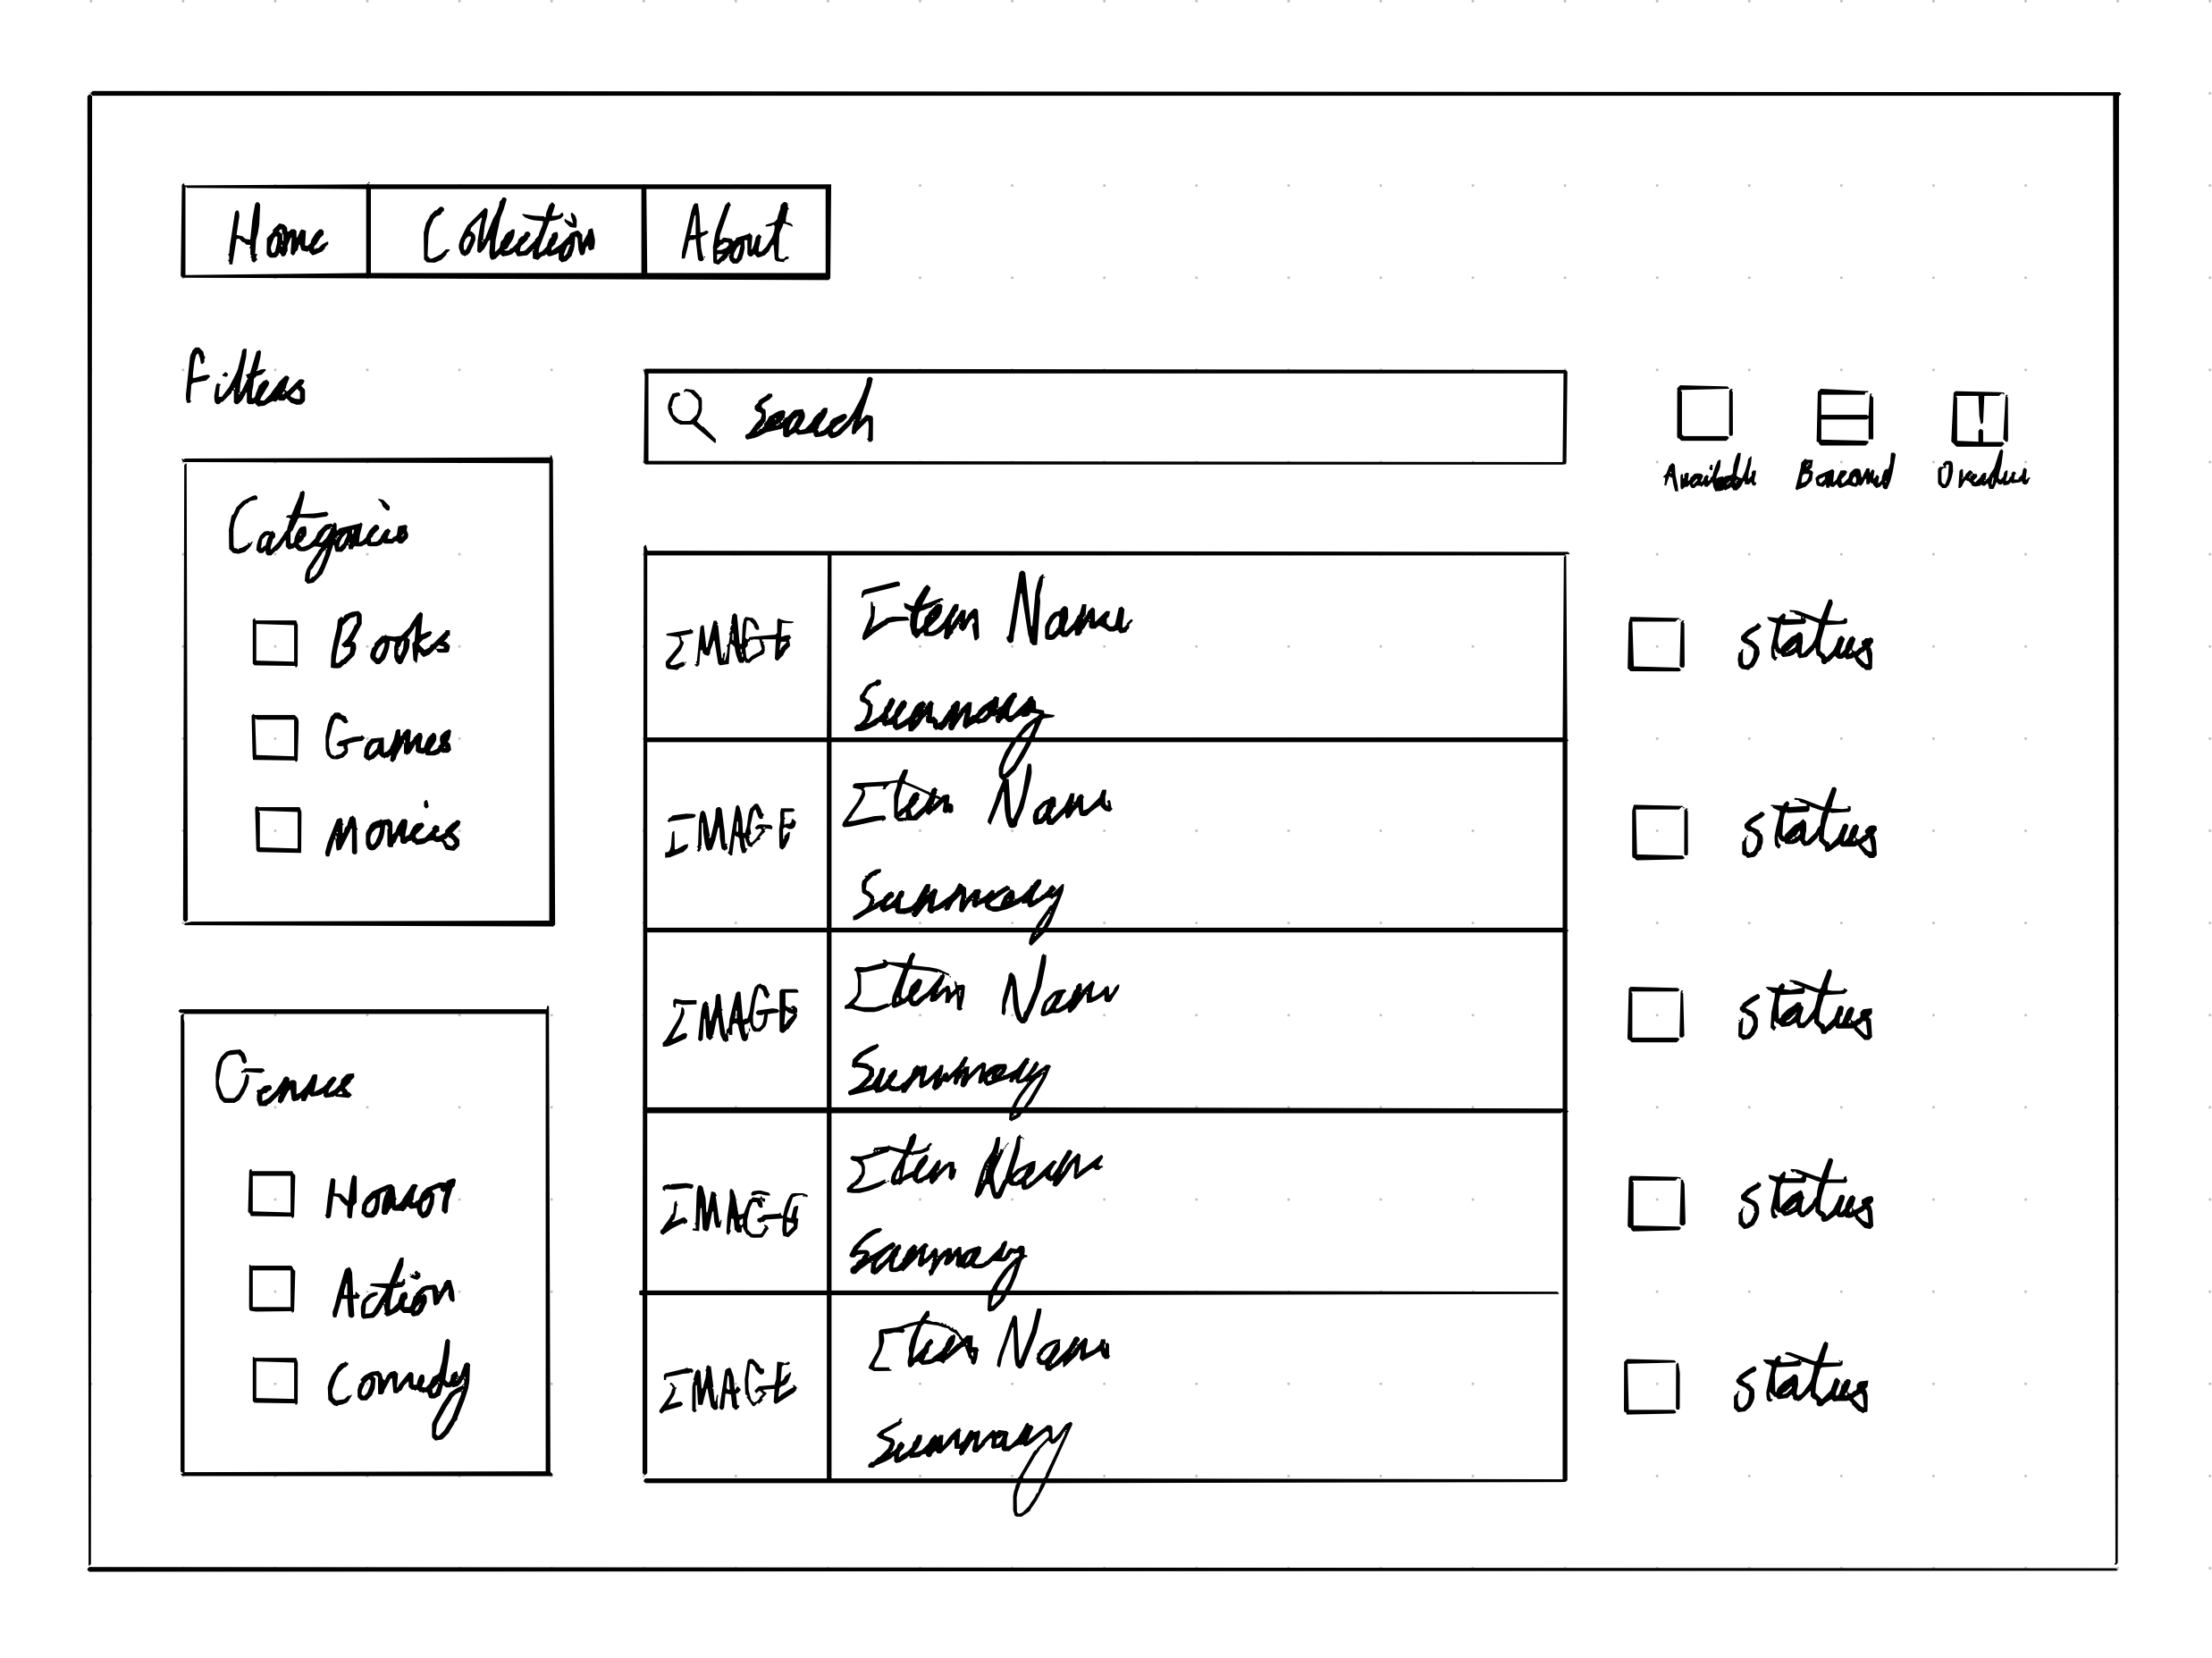 Home Collection About
Filters
Search
Available Borrowed Overdue
Categories
Books
Games
Movies
Genres
Horror
Action
Comedy
IMAGE Item Name
Summary
status
IMAGE Item Name
Summary
status
IMAGE Item Name
Summary
status
IMAGE Item Name
Summary
status
IMAGE Item Name
Summary
status